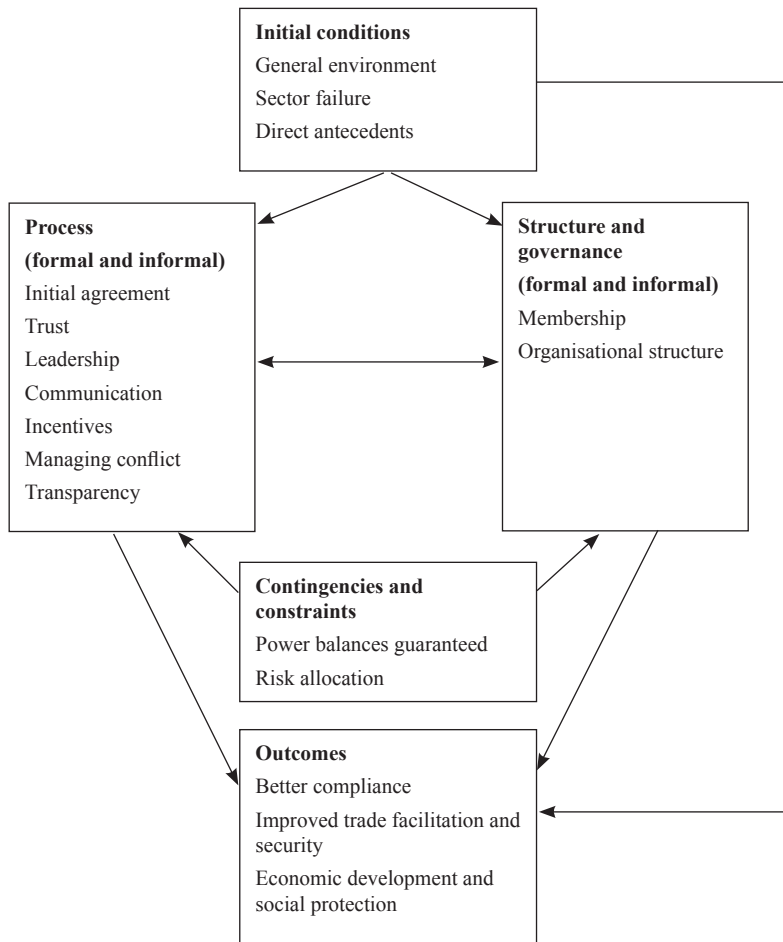 Initial conditions
General environment
Sector failure
Direct antecedents
Process
(formal and informal)
Initial agreement
Trust
Leadership
Communication
Incentives
Managing conflict
Transparency
Structure and
governance
(formal and informal)
Membership
Organisational structure
Contingencies and
constraints
Power balances guaranteed
Risk allocation
Outcomes
Better compliance
Improved trade facilitation and
security
Economic development and
social protection